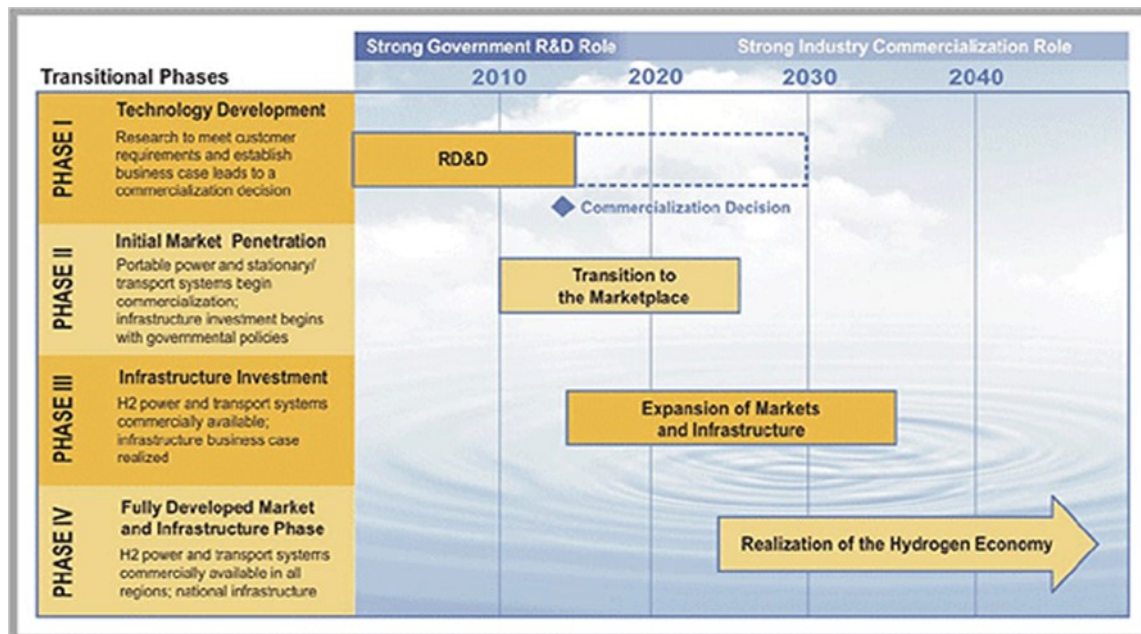 Strong Government R&D Role
Strong Industry Commercialization Role
Transitional Phases
2010
2020
2030
2040
PHASE I
Technology Development
Research to meet customer
requirements and establish
business case leads to a
commercialization decision
RD&D
Commercialization Decision
PHASE II
Initial Market Penetration
Portable power and stationary/
transport systems begin
commercialization;
infrastructure investment begins
with governmental policies
Transition to
the Marketplace
PHASE III
Infrastructure Investment
H2 power and transport systems
commercially available;
infrastructure business case
realized
Expansion of Markets
and Infrastructure
PHASE IV
Fully Developed Market
and Infrastructure Phase
H2 power and transport systems
commercially available in all
regions; national infrastructure
Realization of the Hydrogen Economy